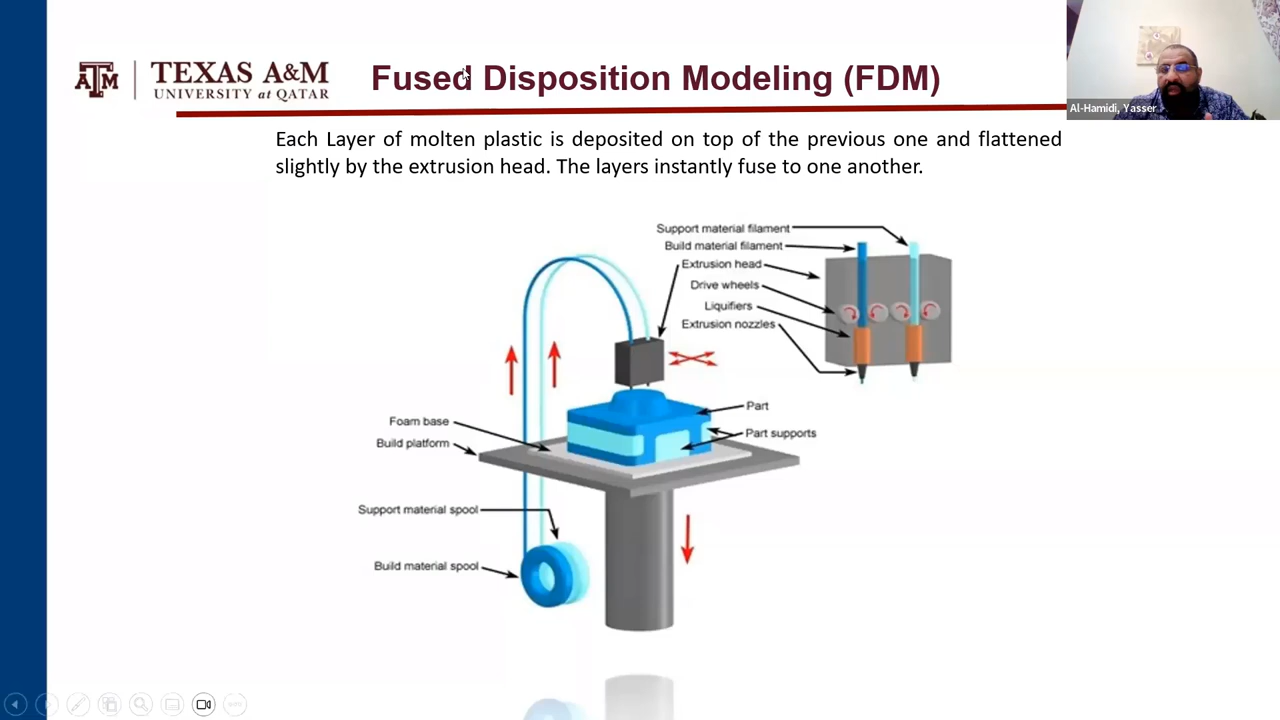 TEXAS A&M
UNIVERSITY at QATAR
Fused Disposition Modeling (FDM)
Al-Hamidi, Yasser
Each Layer of molten plastic is deposited on top of the previous one and flattened
slightly by the extrusion head. The layers instantly fuse to one another.
Support material filament
Build material filament
Extrusion head
Drive wheels
Liquifiers
Extrusion nozzles
Part
Foam base
Part supports
Build platform
Support material spool
Build material spool